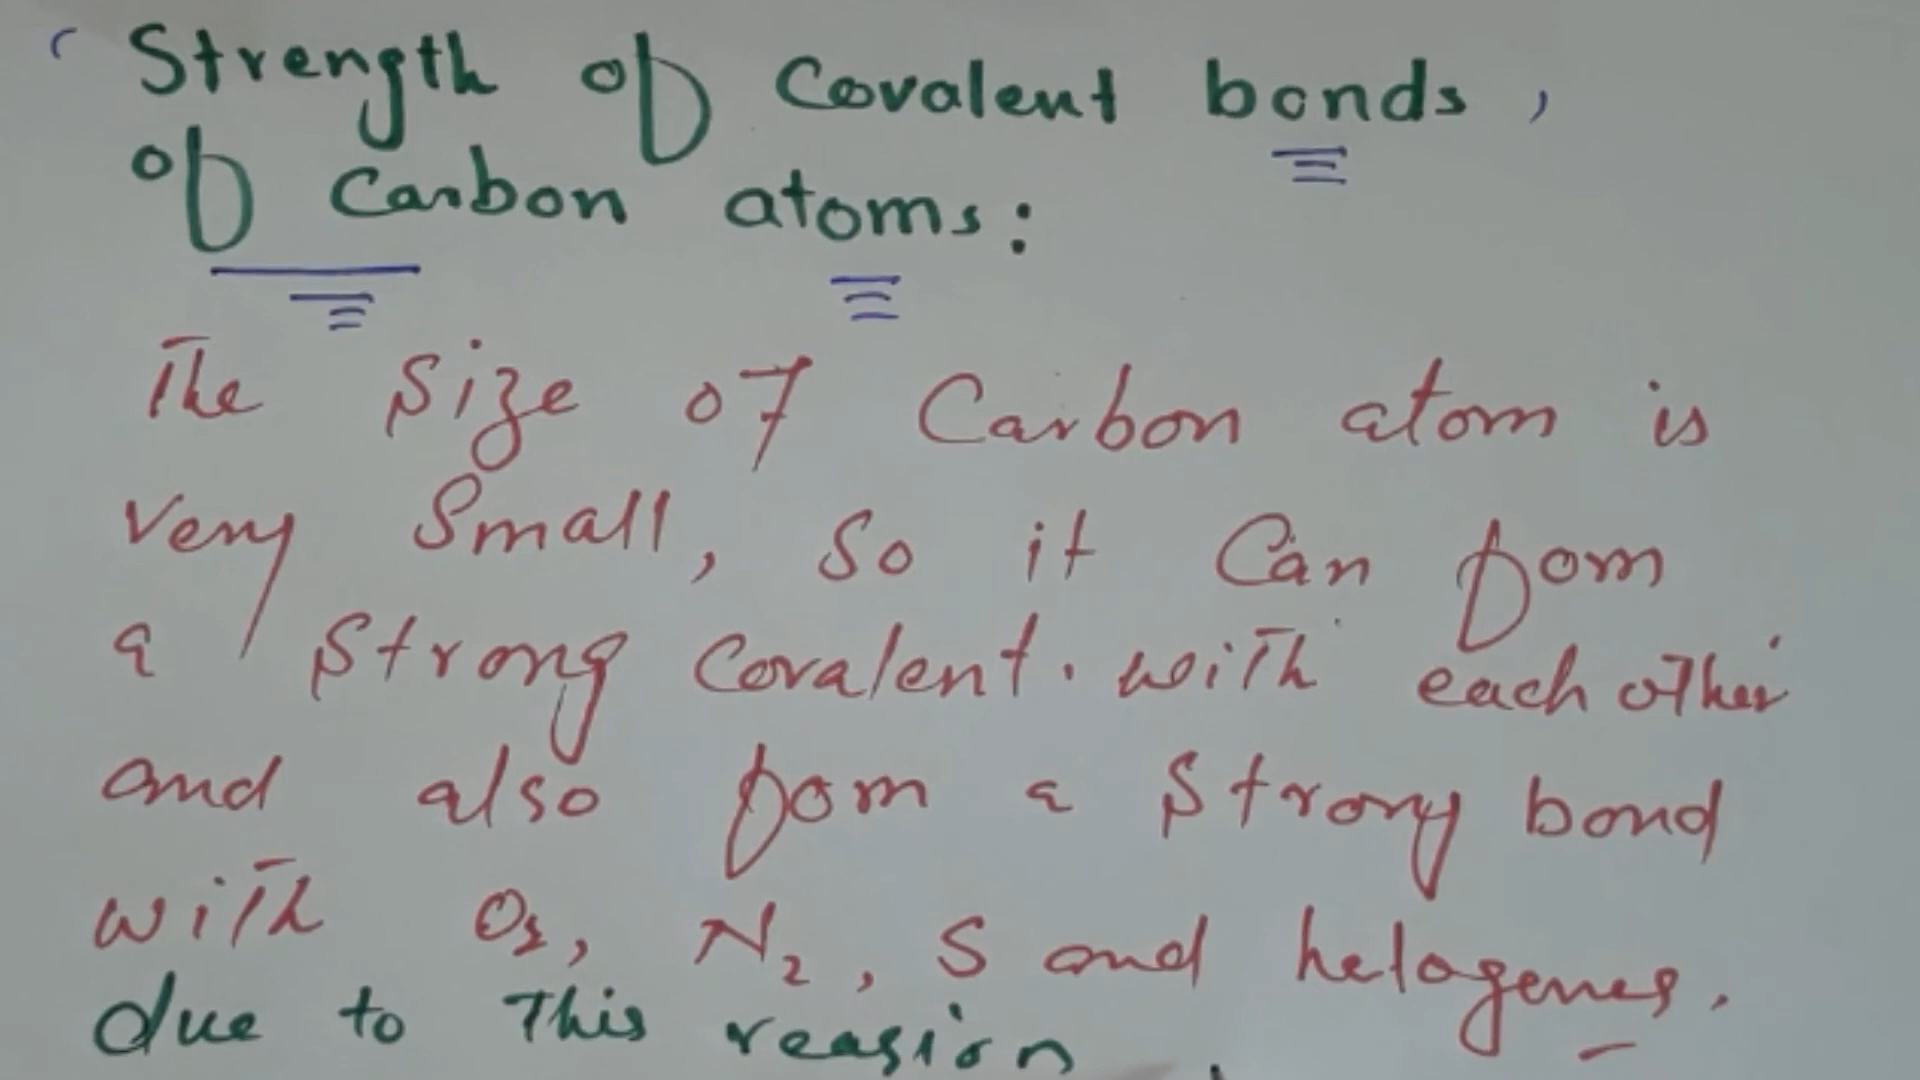 ‘ Strength of Covalent bonds ,
of Carbon atoms :
The Size of Carbon atom is
very Small, So it Can form
a Strong Covalent. with each other
and also form a Strong bond
with O₂, N₂, S and helogenes.
due to This reasion